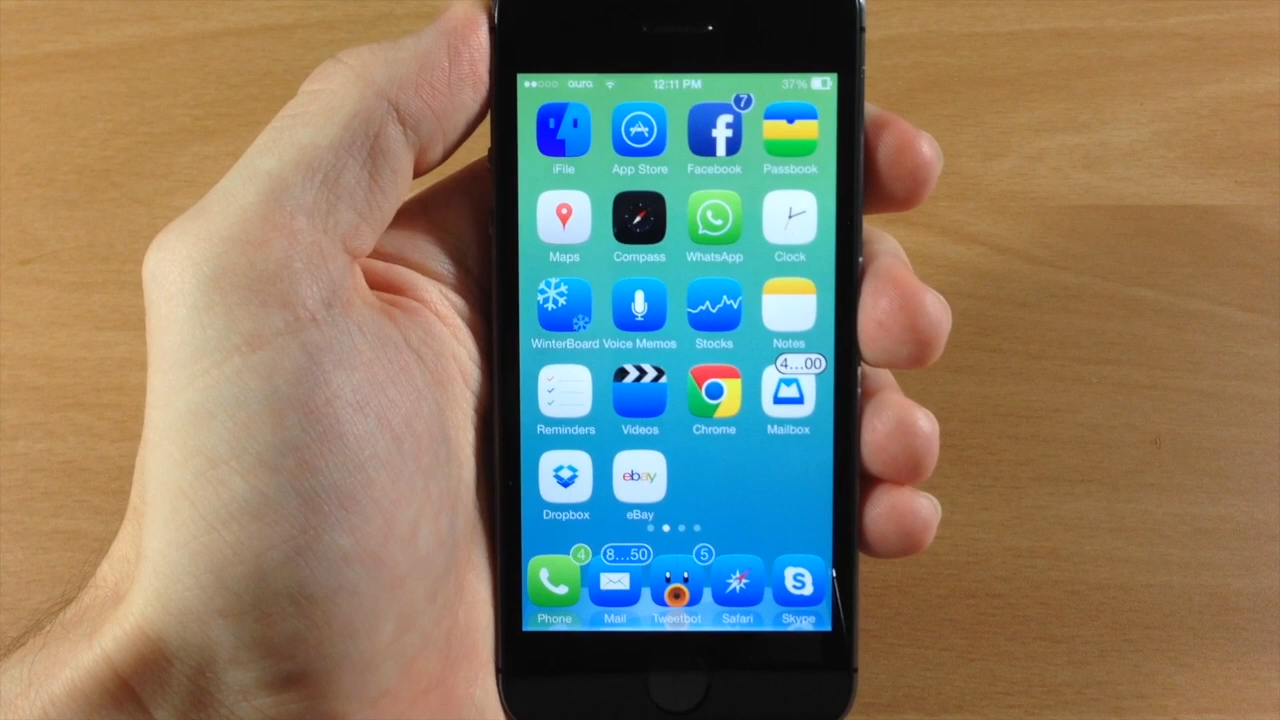 aura 12:11 PM 37%
7
iFile App Store Facebook Passbook
Maps Compass WhatsApp Clock
WinterBoard Voice Memos Stocks Notes
4...00
Reminders Videos Chrome Mailbox
ebay
Dropbox eBay
4 8...50 5
Phone Mail Tweetbot Safari Skype